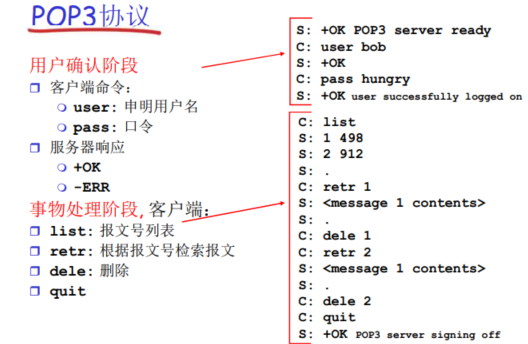 POP3协议
用户确认阶段
客户端命令:
user: 申明用户名
pass: 口令
服务器响应
+OK
-ERR
事物处理阶段, 客户端:
list: 报文号列表
retr: 根据报文号检索报文
dele: 删除
quit
S: +OK POP3 server ready
C: user bob
S: +OK
C: pass hungry
S: +OK user successfully logged on
C: list
S: 1 498
S: 2 912
S: .
C: retr 1
S: <message 1 contents>
S: .
C: dele 1
C: retr 2
S: <message 1 contents>
S: .
C: dele 2
C: quit
S: +OK POP3 server signing off